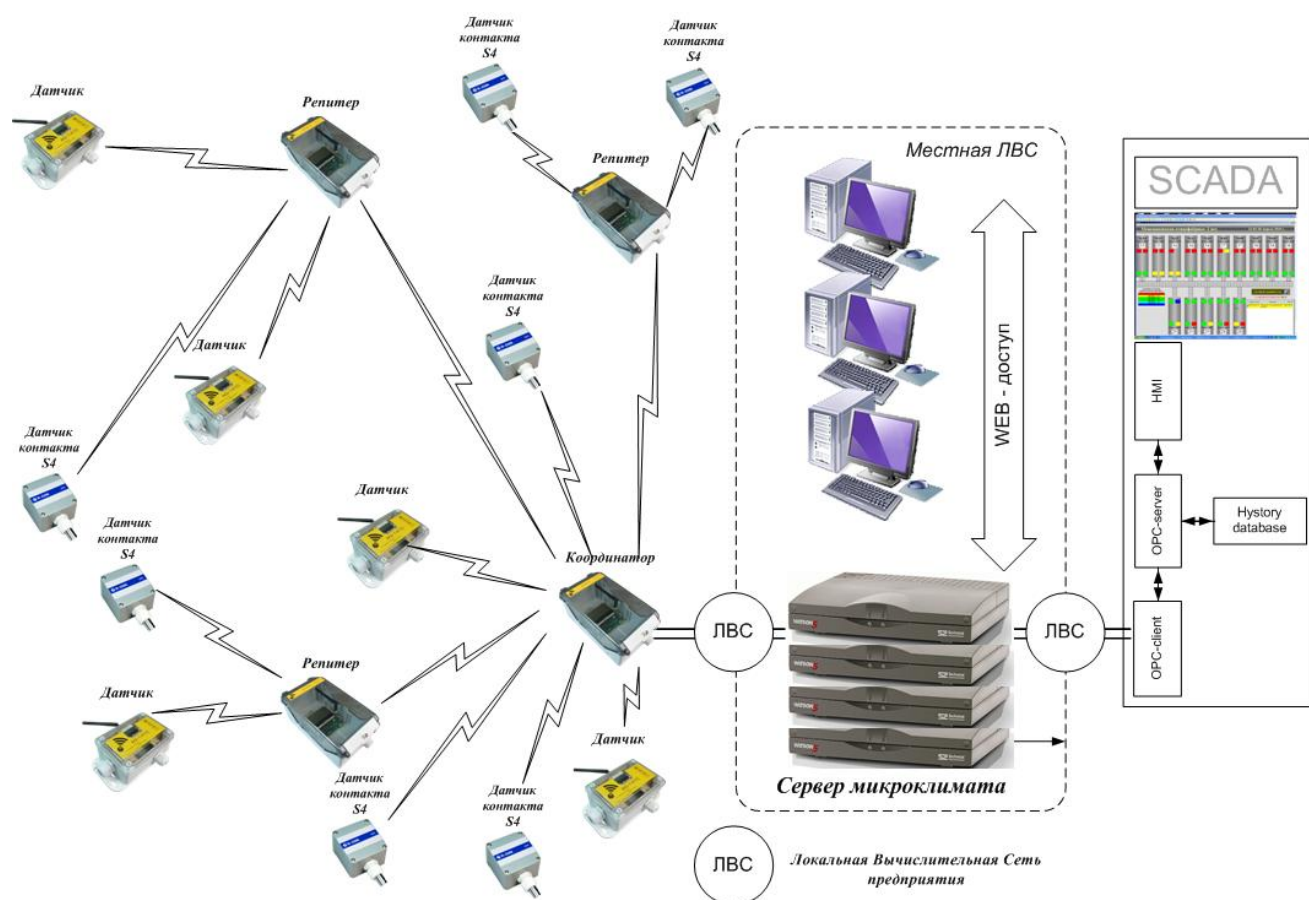 Датчик
контакта
S4
Датчик
контакта
S4
Датчик
Репитер
Репитер
Местная ЛВС
SCADA
Датчик
контакта
S4
Датчик
WEB - доступ
HMI
Датчик
контакта
S4
Датчик
OPC-server
Hystory
database
Датчик
контакта
S4
Координатор
ЛВС
ЛВС
OPC-client
Репитер
Датчик
Датчик
Датчик
контакта
S4
Датчик
контакта
S4
Сервер микроклимата
ЛВС
Локальная Вычислительная Сеть
предприятия